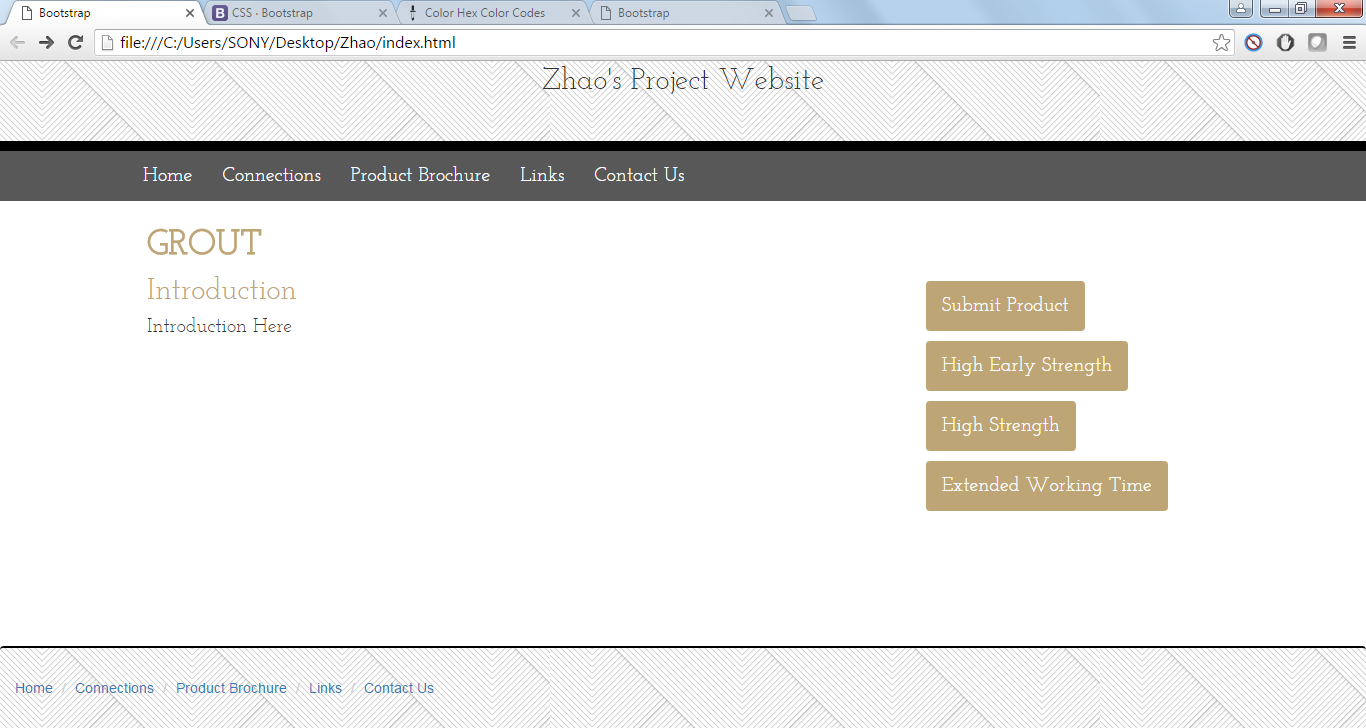 Bootstrap CSS · Bootstrap Color Hex Color Codes Bootstrap
file:///C:/Users/SONY/Desktop/Zhao/index.html
Zhao's Project Website
Home Connections Product Brochure Links Contact Us
GROUT
Introduction
Introduction Here
Submit Product
High Early Strength
High Strength
Extended Working Time
Home / Connections / Product Brochure / Links / Contact Us